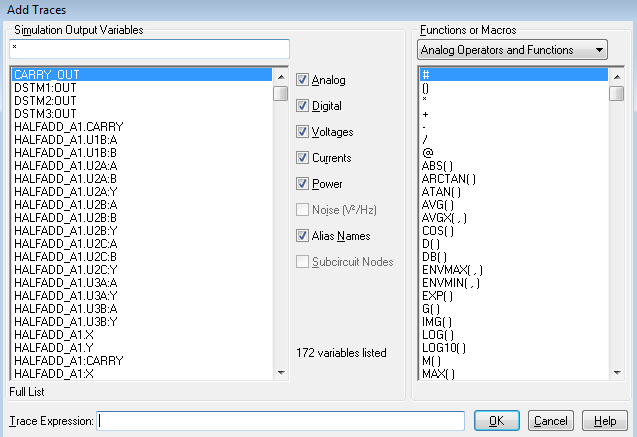 Add Traces
Simulation Output Variables
*
CARRY_OUT
DSTM1:OUT
DSTM2:OUT
DSTM3:OUT
HALFADD_A1.CARRY
HALFADD_A1.U1B:A
HALFADD_A1.U1B:B
HALFADD_A1.U2A:A
HALFADD_A1.U2A:B
HALFADD_A1.U2A:Y
HALFADD_A1.U2B:A
HALFADD_A1.U2B:B
HALFADD_A1.U2B:Y
HALFADD_A1.U2C:A
HALFADD_A1.U2C:B
HALFADD_A1.U2C:Y
HALFADD_A1.U3A:A
HALFADD_A1.U3A:Y
HALFADD_A1.U3B:A
HALFADD_A1.U3B:Y
HALFADD_A1.X
HALFADD_A1.Y
HALFADD_A1:CARRY
HALFADD_A1:X
Full List
Analog
Digital
Voltages
Currents
Power
Noise (V²/Hz)
Alias Names
Subcircuit Nodes
172 variables listed
Functions or Macros
Analog Operators and Functions
#
()
*
+
-
/
@
ABS( )
ARCTAN( )
ATAN( )
AVG( )
AVGX( , )
COS( )
D( )
DB( )
ENVMAX( , )
ENVMIN( , )
EXP( )
G( )
IMG( )
LOG( )
LOG10( )
M( )
MAX( )
Trace Expression:
OK
Cancel
Help